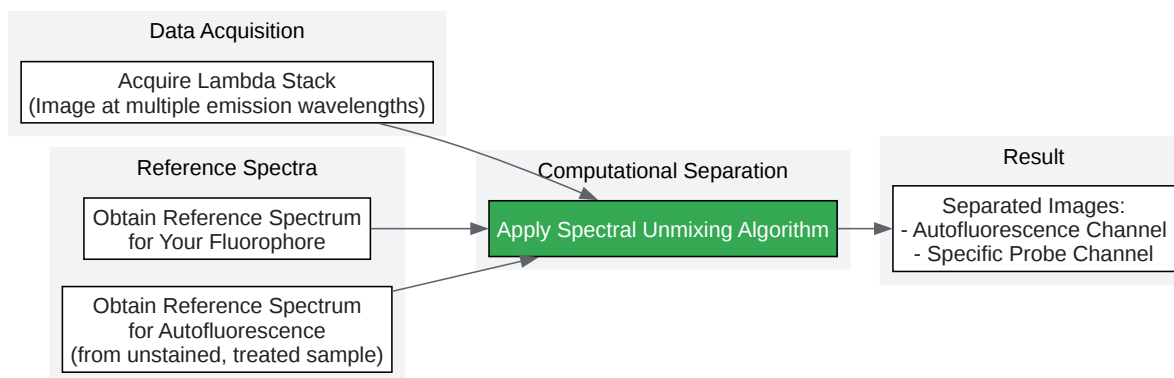 Data Acquisition
Acquire Lambda Stack
(Image at multiple emission wavelengths)
Reference Spectra
Obtain Reference Spectrum
for Your Fluorophore
Obtain Reference Spectrum
for Autofluorescence
(from unstained, treated sample)
Computational Separation
Apply Spectral Unmixing Algorithm
Result
Separated Images:
- Autofluorescence Channel
- Specific Probe Channel